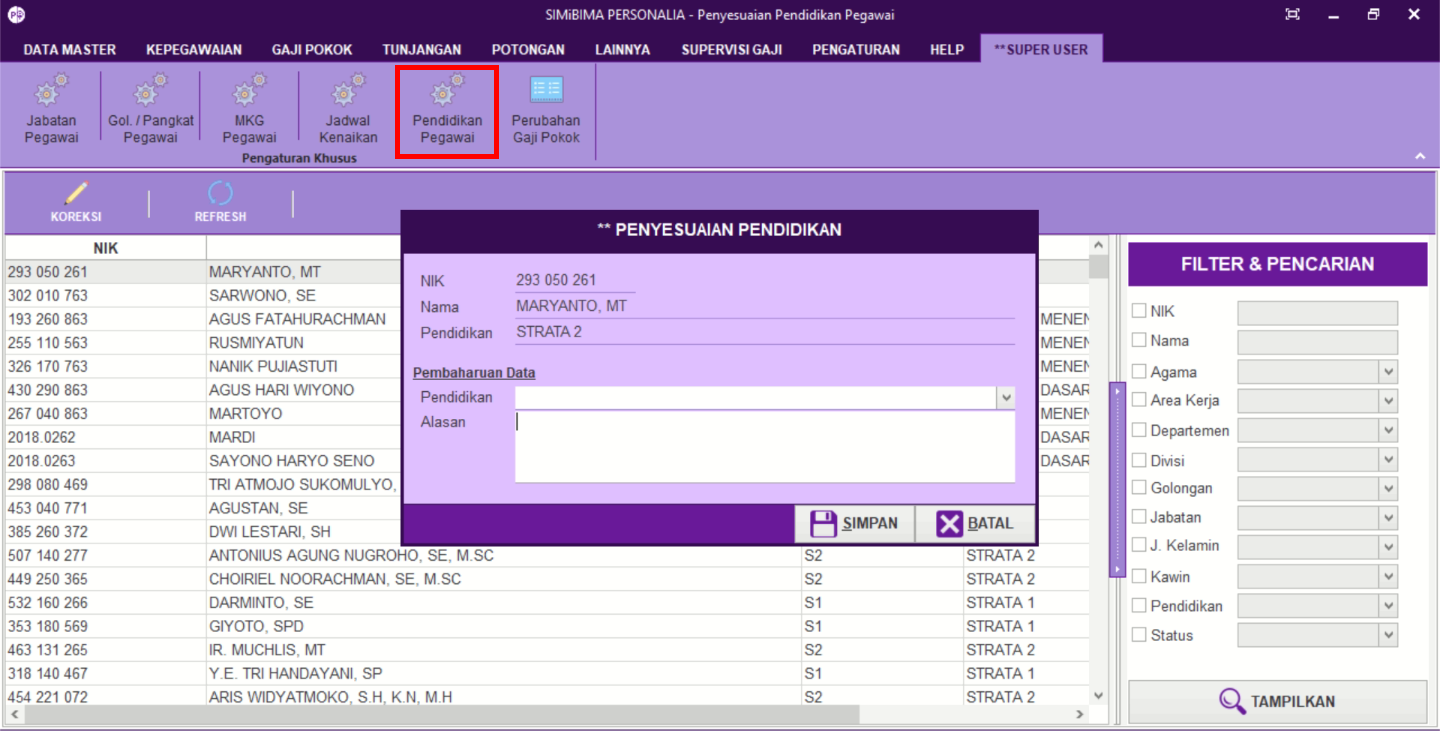 SIMiBIMA PERSONALIA - Penyesuaian Pendidikan Pegawai
DATA MASTER KEPEGAWAIAN GAJI POKOK TUNJANGAN POTONGAN LAINNYA SUPERVISI GAJI PENGATURAN HELP **SUPER USER
Jabatan Pegawai
Gol. / Pangkat Pegawai
MKG Pegawai
Jadwal Kenaikan
Pendidikan Pegawai
Perubahan Gaji Pokok
Pengaturan Khusus
KOREKSI REFRESH
NIK
293 050 261 MARYANTO, MT
302 010 763 SARWONO, SE
193 260 863 AGUS FATAHURACHMAN MENEN
255 110 563 RUSMIYATUN MENEN
326 170 763 NANIK PUJIASTUTI MENEN
430 290 863 AGUS HARI WIYONO DASAR
267 040 863 MARTOYO MENEN
2018.0262 MARDI DASAR
2018.0263 SAYONO HARYO SENO DASAR
298 080 469 TRI ATMOJO SUKOMULYO,
453 040 771 AGUSTAN, SE
385 260 372 DWI LESTARI, SH
507 140 277 ANTONIUS AGUNG NUGROHO, SE, M.SC S2 STRATA 2
449 250 365 CHOIRIEL NOORACHMAN, SE, M.SC S2 STRATA 2
532 160 266 DARMINTO, SE S1 STRATA 1
353 180 569 GIYOTO, SPD S1 STRATA 1
463 131 265 IR. MUCHLIS, MT S2 STRATA 2
318 140 467 Y.E. TRI HANDAYANI, SP S1 STRATA 1
454 221 072 ARIS WIDYATMOKO, S.H, K.N, M.H S2 STRATA 2
** PENYESUAIAN PENDIDIKAN
NIK 293 050 261
Nama MARYANTO, MT
Pendidikan STRATA 2
Pembaharuan Data
Pendidikan
Alasan
SIMPAN BATAL
FILTER & PENCARIAN
NIK
Nama
Agama
Area Kerja
Departemen
Divisi
Golongan
Jabatan
J. Kelamin
Kawin
Pendidikan
Status
TAMPILKAN